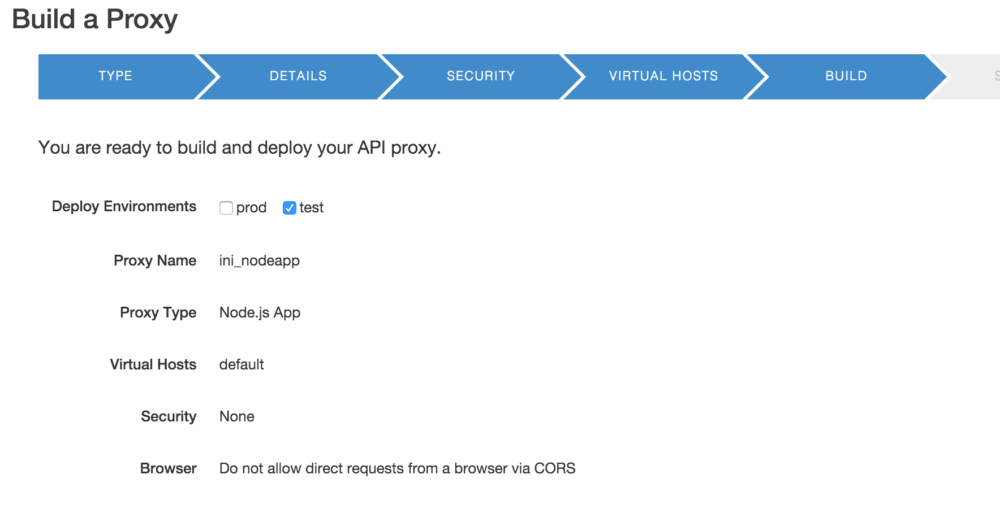 Build a Proxy
TYPE DETAILS SECURITY VIRTUAL HOSTS BUILD
You are ready to build and deploy your API proxy.
Deploy Environments prod test
Proxy Name ini_nodeapp
Proxy Type Node.js App
Virtual Hosts default
Security None
Browser Do not allow direct requests from a browser via CORS